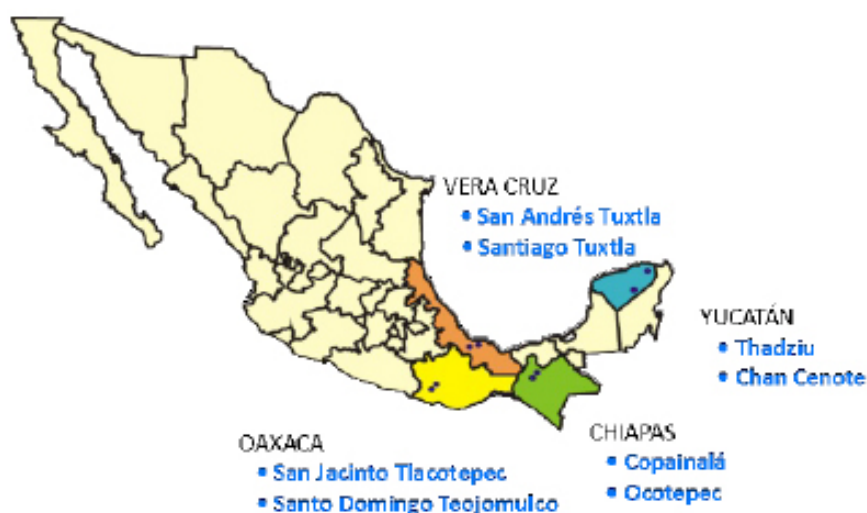 VERA CRUZ
• San Andrés Tuxtla
• Santiago Tuxtla
YUCATÁN
• Thadziu
• Chan Cenote
OAXACA
• San Jacinto Tlacotepec
• Santo Domingo Teojomulco
CHIAPAS
• Copainalá
• Ocotepec